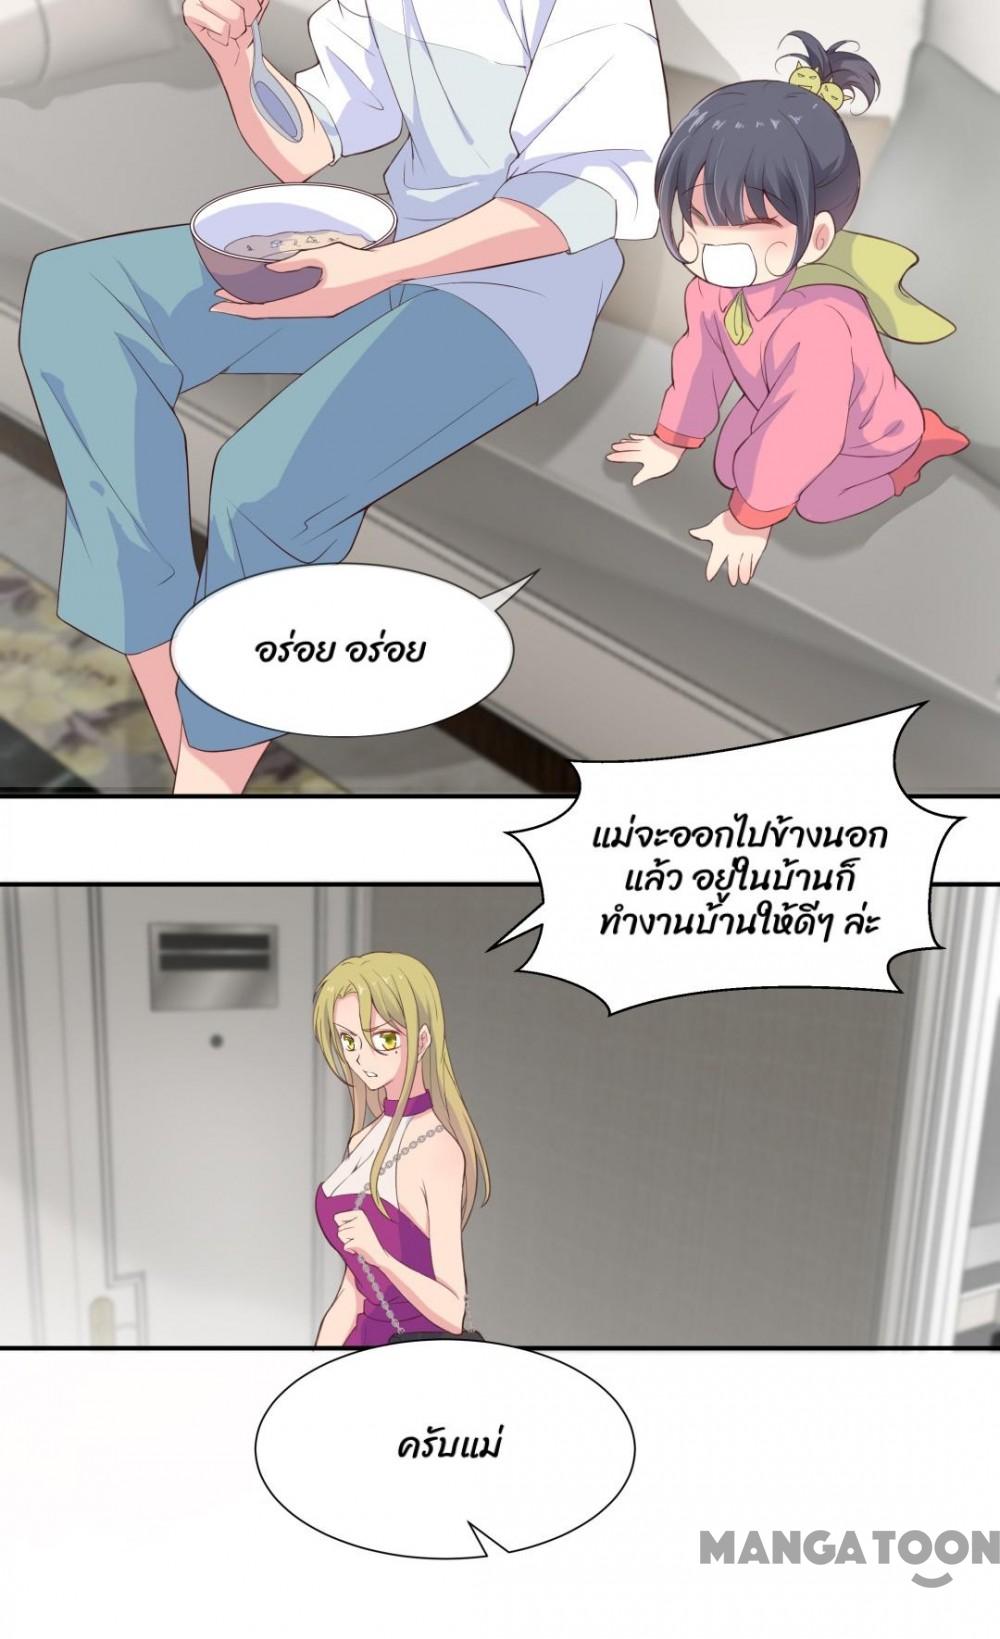 อร่อย อร่อย
แม่จะออกไปข้างนอก
แล้ว อยู่ในบ้านก็
ทำงานบ้านให้ดีๆ ล่ะ
ครับแม่
MANGATOON